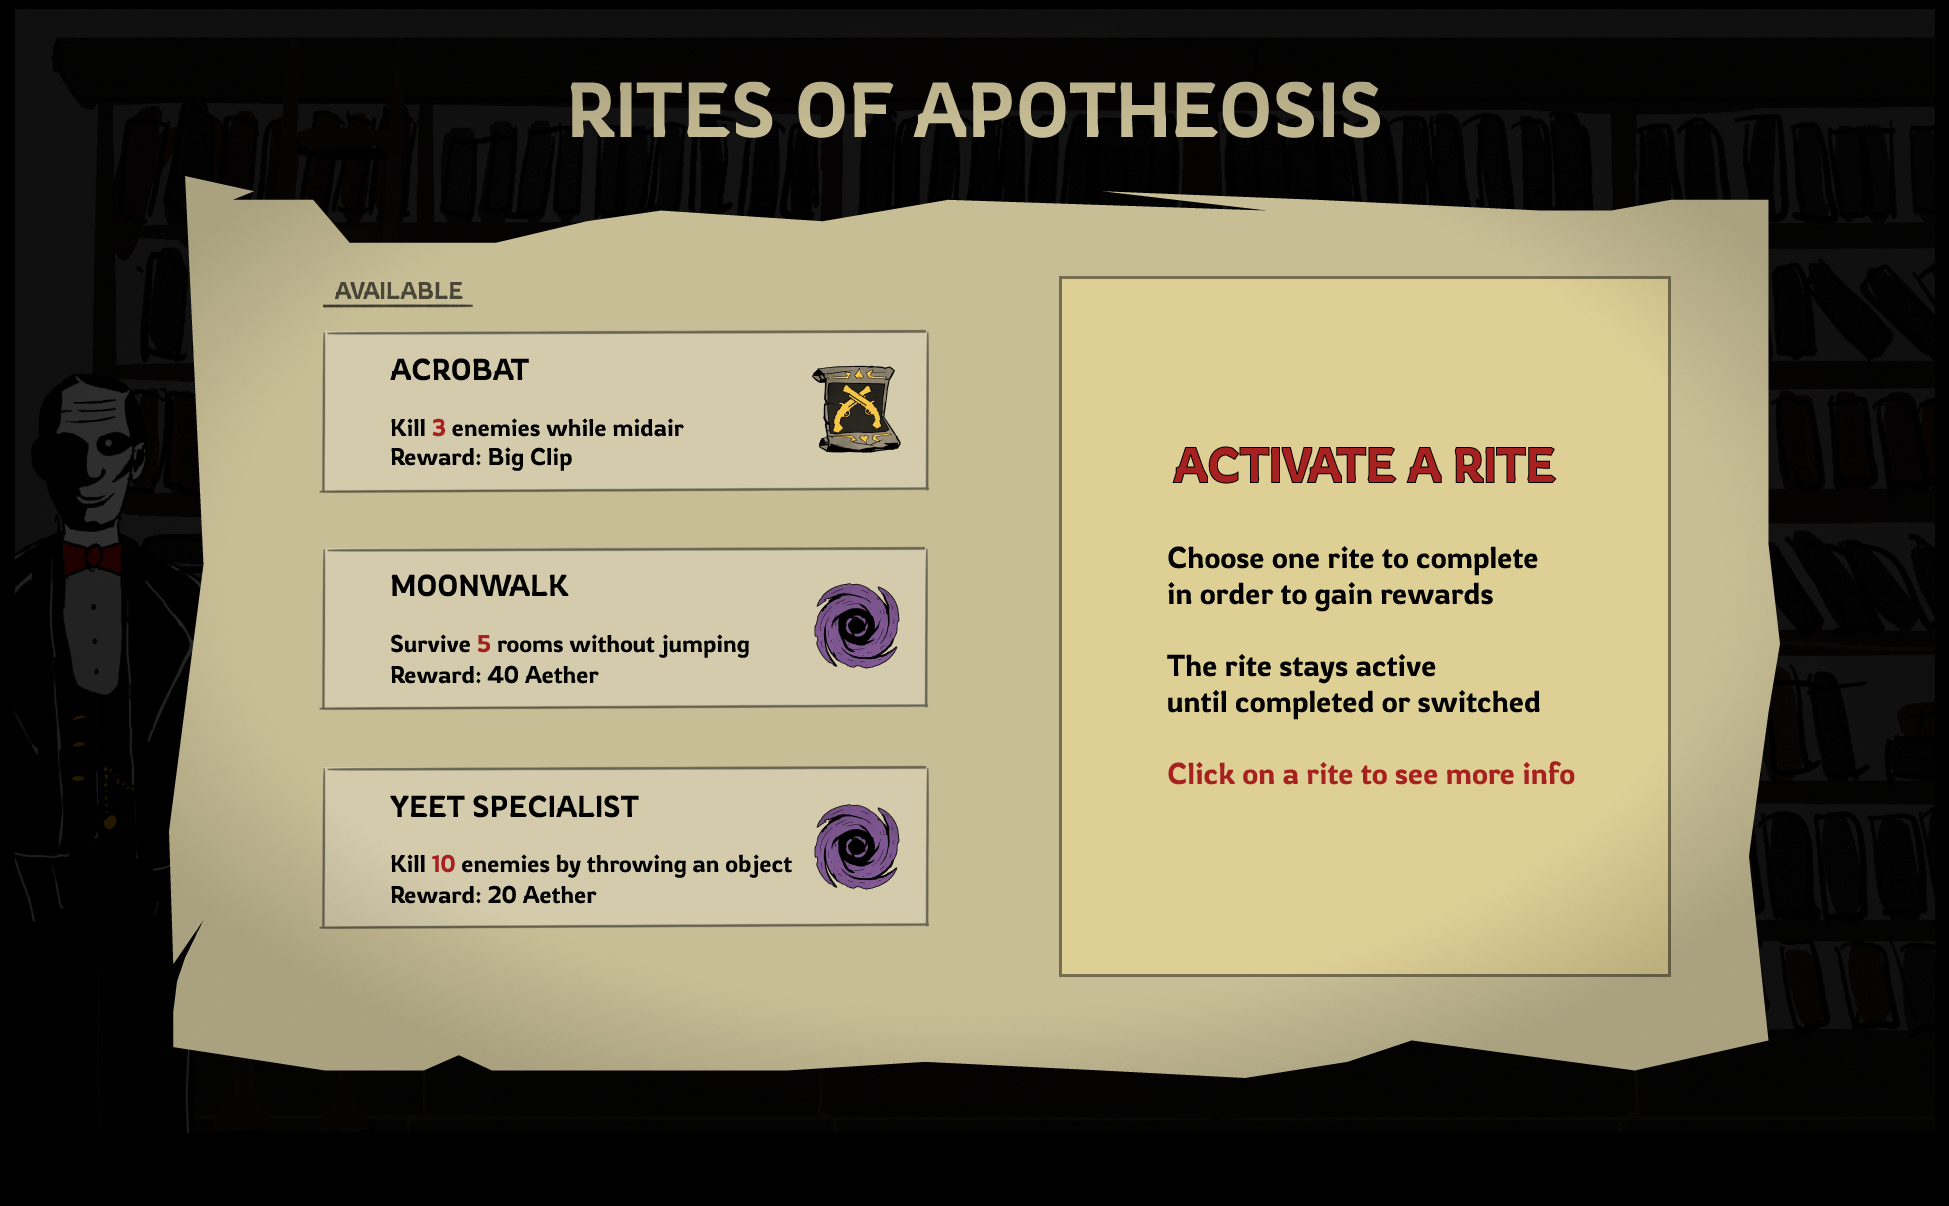 RITES OF APOTHEOSIS
AVAILABLE
ACROBAT
Kill 3 enemies while midair
Reward: Big Clip
MOONWALK
Survive 5 rooms without jumping
Reward: 40 Aether
YEET SPECIALIST
Kill 10 enemies by throwing an object
Reward: 20 Aether
ACTIVATE A RITE
Choose one rite to complete
in order to gain rewards
The rite stays active
until completed or switched
Click on a rite to see more info